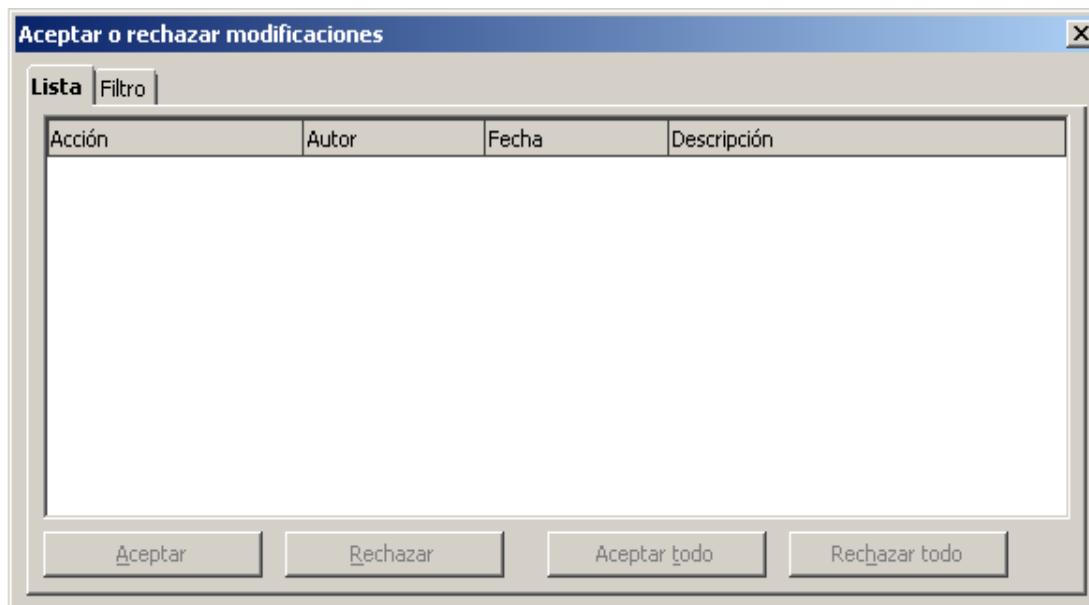 Aceptar o rechazar modificaciones
Lista Filtro
Acción Autor Fecha Descripción
Aceptar Rechazar Aceptar todo Rechazar todo